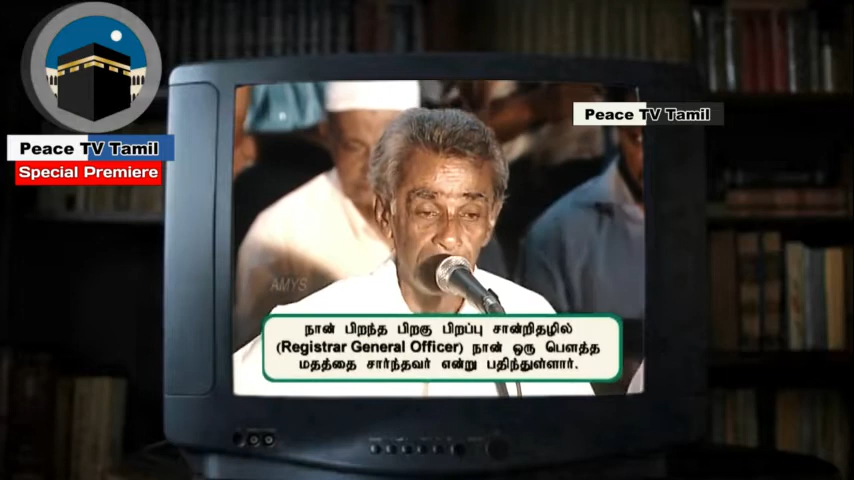 Peace TV Tamil
Special Premiere
Peace TV Tamil
AMYS
நான் பிறந்த பிறகு பிறப்பு சான்றிதழில்
(Registrar General Officer) நான் ஒரு பௌத்த
மதத்தை சார்ந்தவர் என்று பதிந்துள்ளார்.